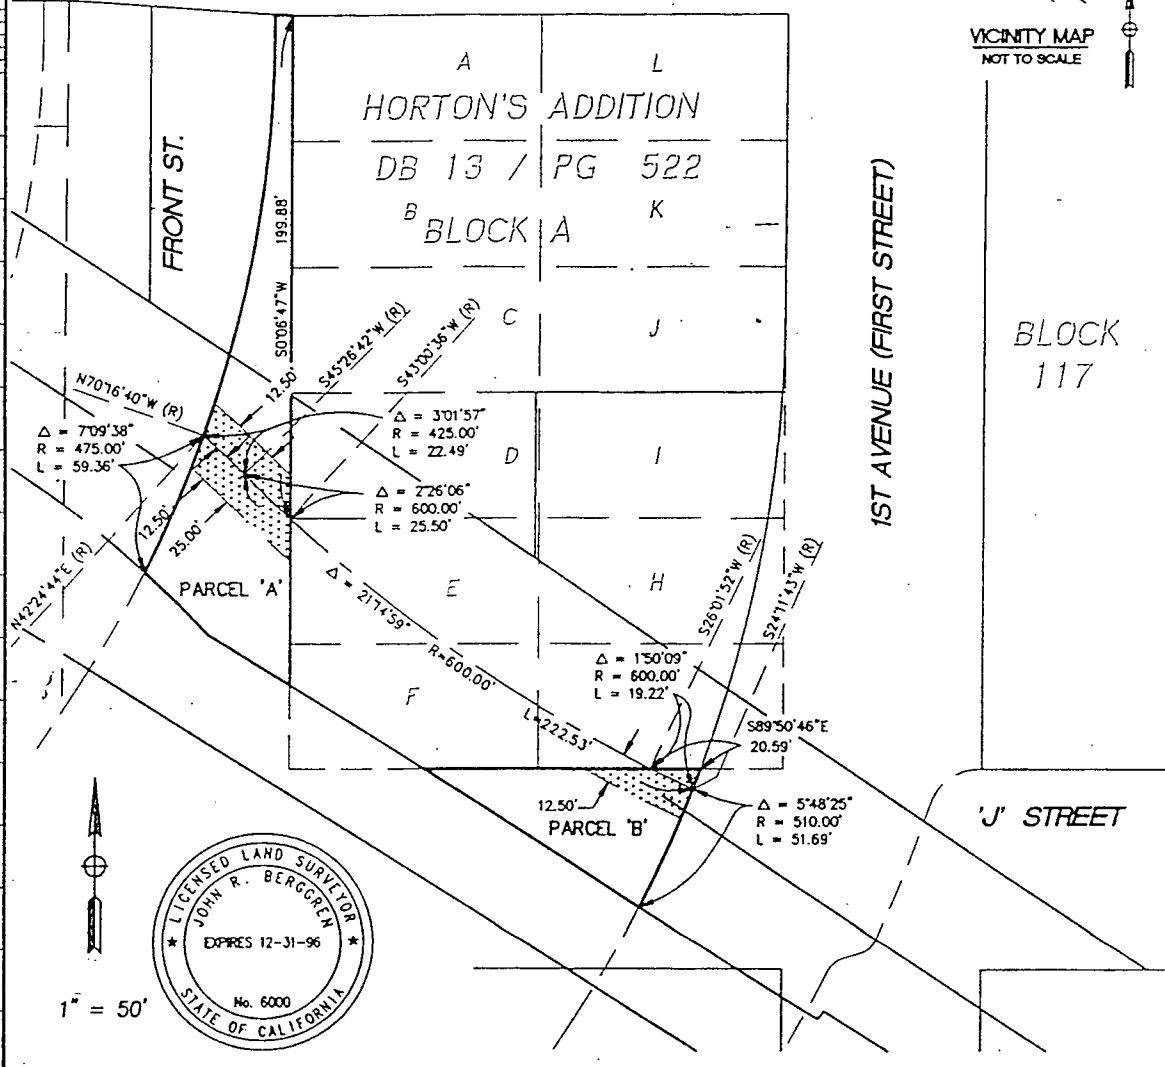 VICINITY MAP
NOT TO SCALE
A
L
HORTON'S ADDITION
DB 13 / PG 522
B
K
BLOCK A
FRONT ST.
199.88'
S0°06'47"W
1ST AVENUE (FIRST STREET)
BLOCK
117
C
J
S45°26'42"W (R)
S43°00'36"W (R)
12.50'
N70°16'40"W (R)
Δ = 7°09'38"
R = 475.00'
L = 59.36'
Δ = 3°01'57"
R = 425.00'
L = 22.49'
D
I
Δ = 2°26'06"
R = 600.00'
L = 25.50'
12.50'
25.00'
N42°24'44"E (R)
PARCEL 'A'
Δ = 21°14'59"
R=600.00'
L=222.53'
E
H
S26°01'52"W (R)
S24°11'43"W (R)
Δ = 1°50'09"
R = 600.00'
L = 19.22'
F
S89°50'46"E
20.59'
12.50'
PARCEL 'B'
Δ = 5°48'25"
R = 510.00'
L = 51.69'
'J' STREET
LICENSED LAND SURVEYOR
JOHN R. BERGGREN
EXPIRES 12-31-96
No. 6000
STATE OF CALIFORNIA
1" = 50'